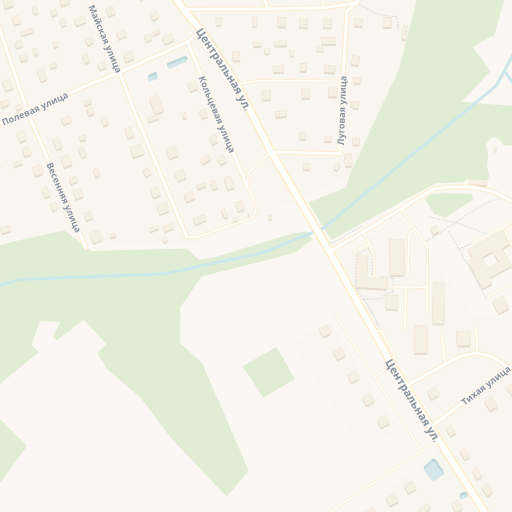 Майская улица
Центральная ул.
Полевая улица
Кольцевая улица
Луговая улица
Весенняя улица
Центральная ул.
Тихая улица